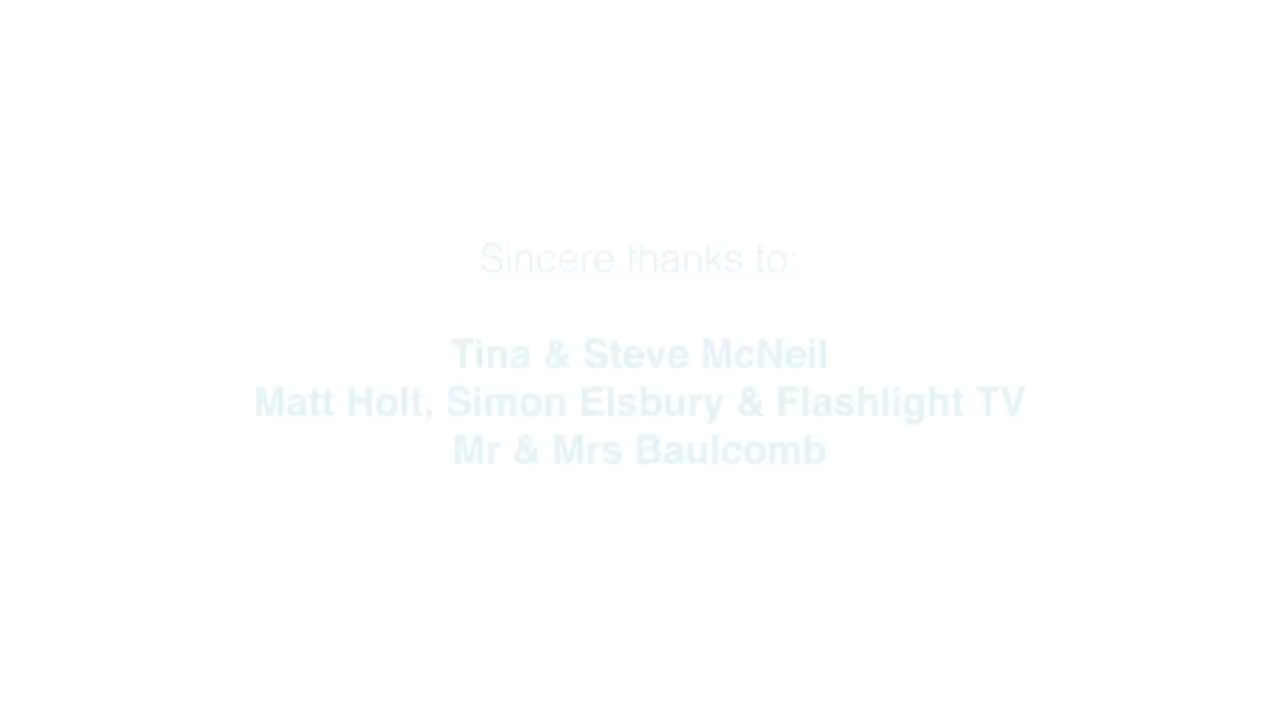 Sincere thanks to:
Tina & Steve McNeil
Matt Holt, Simon Elsbury & Flashlight TV
Mr & Mrs Baulcomb